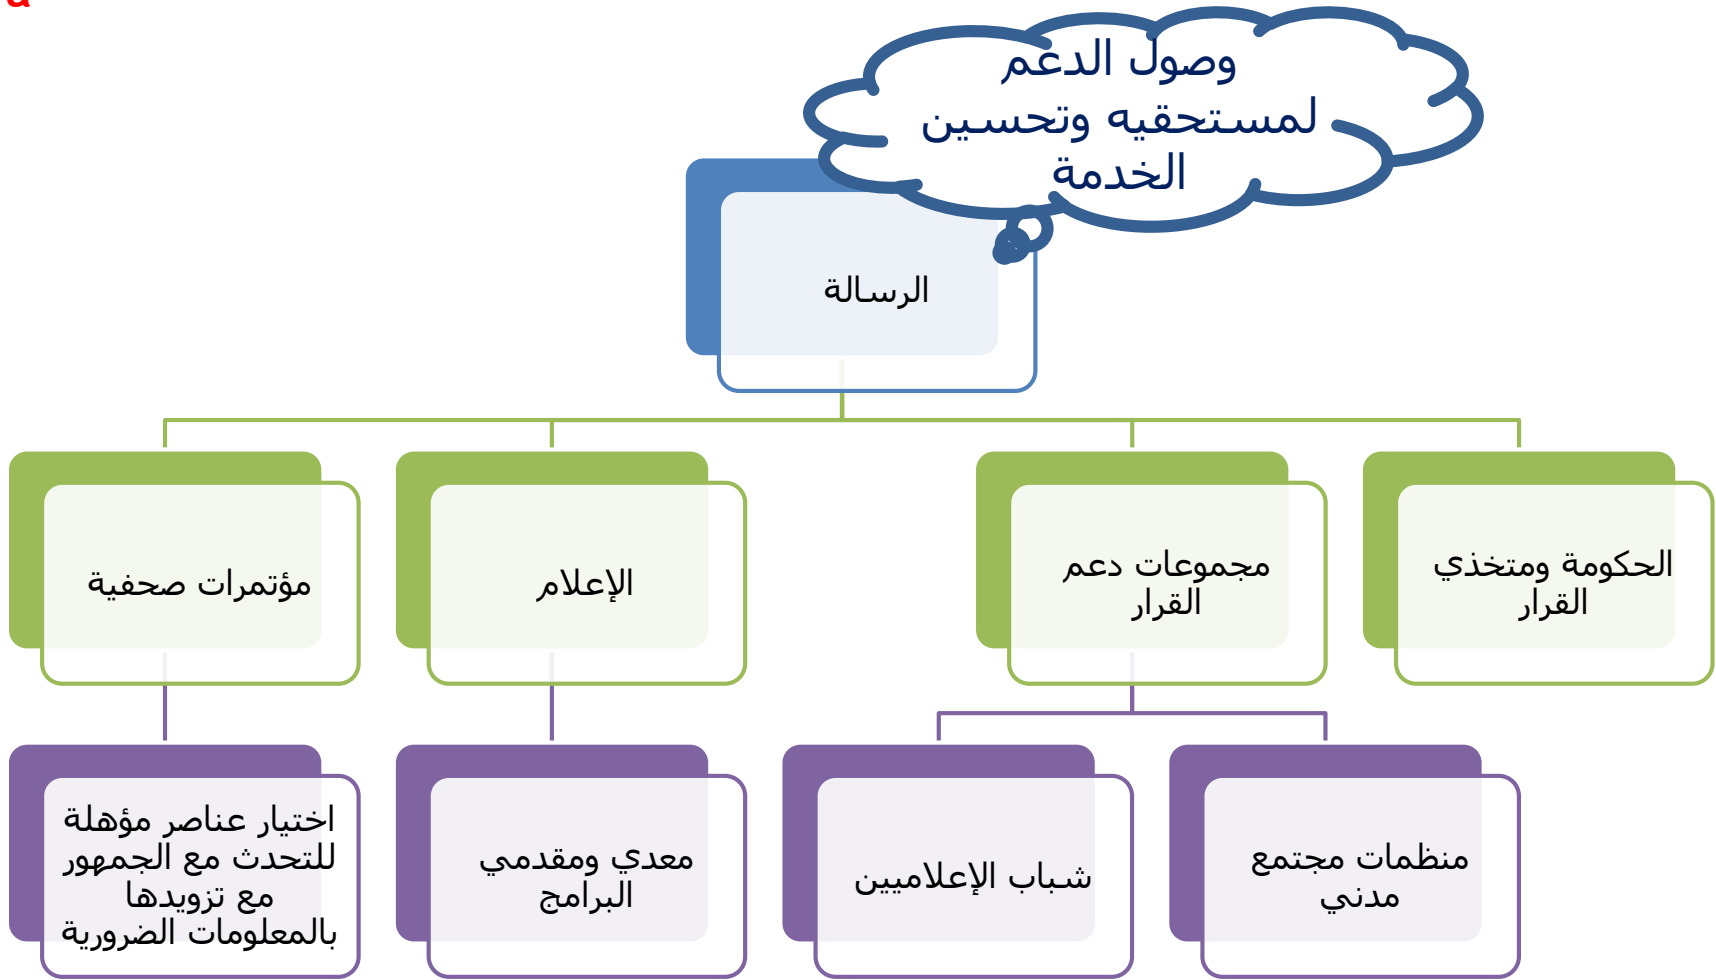 a
وصول الدعم
لمستحقيه وتحسين
الخدمة
الرسالة
الحكومة ومتخذي
القرار
مجموعات دعم
القرار
الإعلام
مؤتمرات صحفية
منظمات مجتمع
مدني
شباب الإعلاميين
معدي ومقدمي
البرامج
اختيار عناصر مؤهلة
للتحدث مع الجمهور
مع تزويدها
بالمعلومات الضرورية